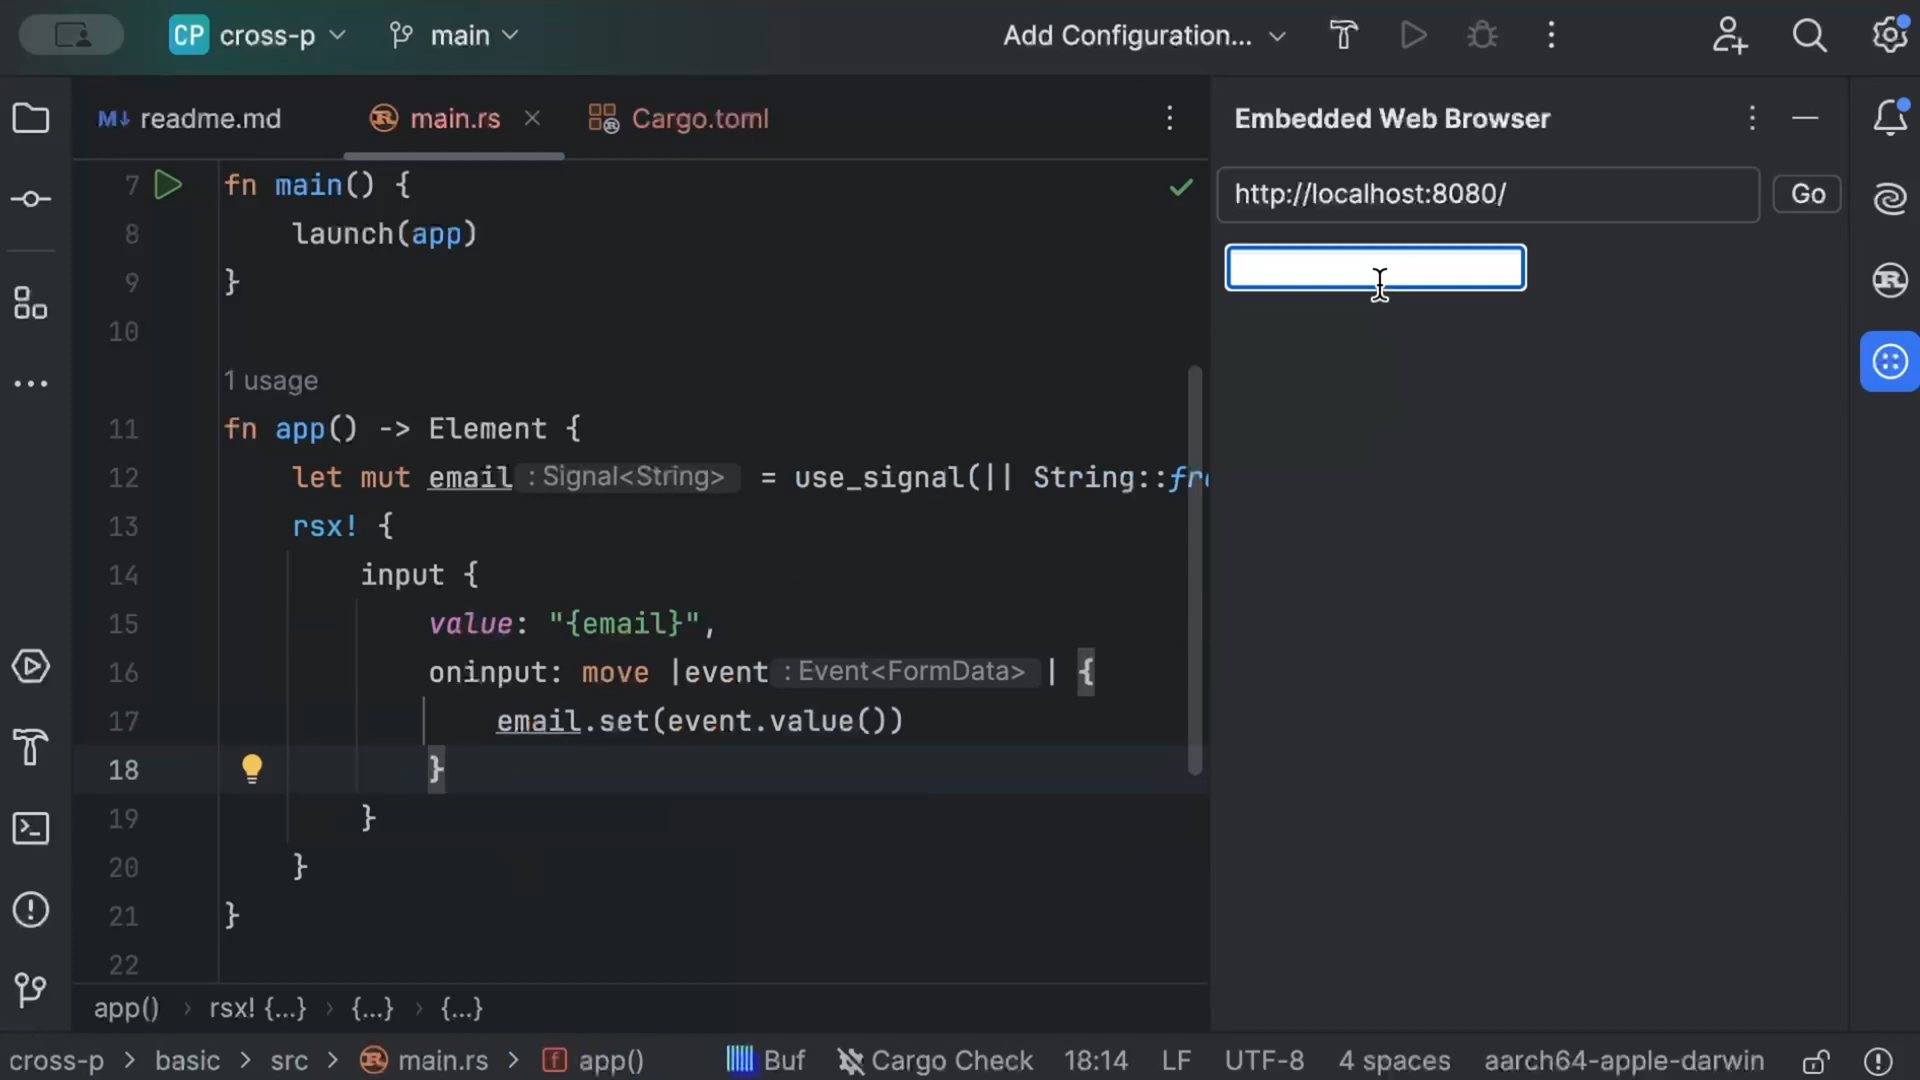 CP cross-p main Add Configuration...
M↓ readme.md main.rs Cargo.toml
Embedded Web Browser
http://localhost:8080/ Go
7 fn main() {
8 launch(app)
9 }
10
1 usage
11 fn app() -> Element {
12 let mut email : Signal<String> = use_signal(|| String::fr
13 rsx! {
14 input {
15 value: "{email}",
16 oninput: move |event : Event<FormData> | {
17 email.set(event.value())
18 }
19 }
20 }
21 }
22
app() › rsx! {...} › {...} › {...}
cross-p > basic > src > main.rs > f app() Buf Cargo Check 18:14 LF UTF-8 4 spaces aarch64-apple-darwin